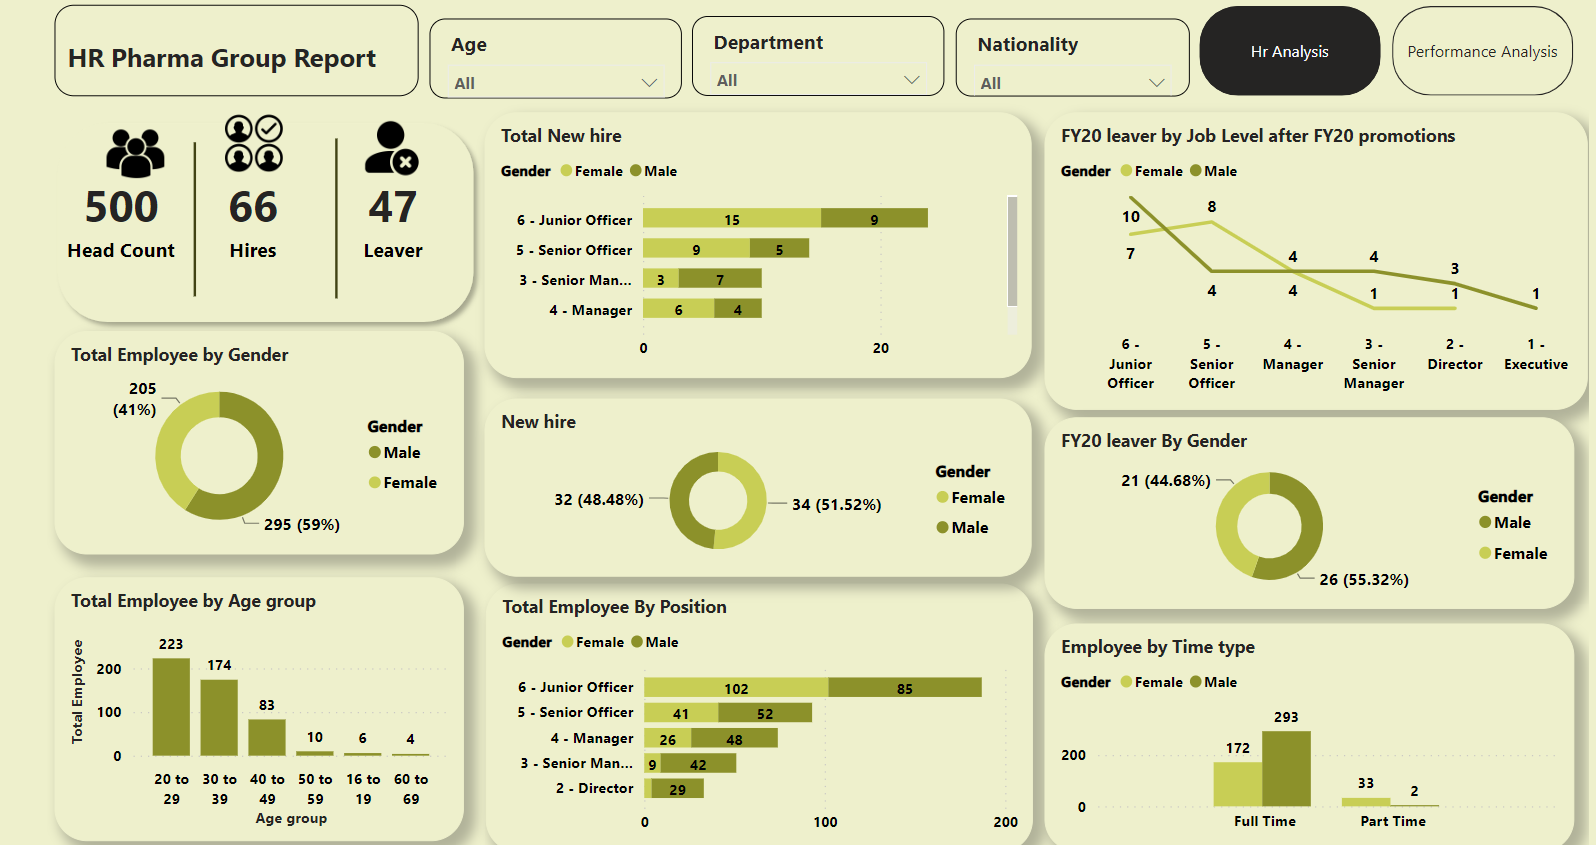 HR Pharma Group Report
Age
All
Department
All
Nationality
All
Hr Analysis
Performance Analysis
500
Head Count
66
Hires
47
Leaver
Total New hire
Gender Female Male
6 - Junior Officer 15 9
5 - Senior Officer 9 5
3 - Senior Man... 3 7
4 - Manager 6 4
0 20
FY20 leaver by Job Level after FY20 promotions
Gender Female Male
10 8 4 4 3 1
7 4 4 1 1
6 - Junior Officer
5 - Senior Officer
4 - Manager
3 - Senior Manager
2 - Director
1 - Executive
Total Employee by Gender
205
(41%)
295 (59%)
Gender
Male
Female
New hire
32 (48.48%)
34 (51.52%)
Gender
Female
Male
FY20 leaver By Gender
21 (44.68%)
26 (55.32%)
Gender
Male
Female
Total Employee by Age group
Total Employee
200
100
0
223 174 83 10 6 4
20 to 29
30 to 39
40 to 49
50 to 59
16 to 19
60 to 69
Age group
Total Employee By Position
Gender Female Male
6 - Junior Officer 102 85
5 - Senior Officer 41 52
4 - Manager 26 48
3 - Senior Man... 9 42
2 - Director 29
0 100 200
Employee by Time type
Gender Female Male
200
0
172 293
33 2
Full Time
Part Time